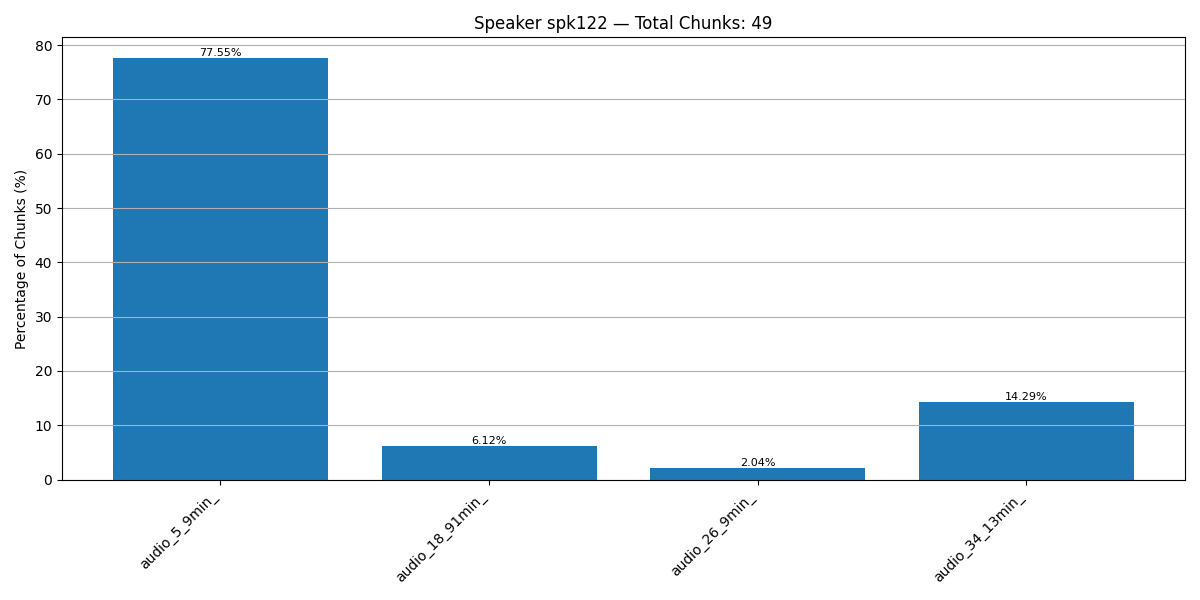 Speaker spk122 — Total Chunks: 49
Percentage of Chunks (%)
80
70
60
50
40
30
20
10
0
77.55%
6.12%
2.04%
14.29%
audio_5_9min_
audio_18_91min_
audio_26_9min_
audio_34_13min_